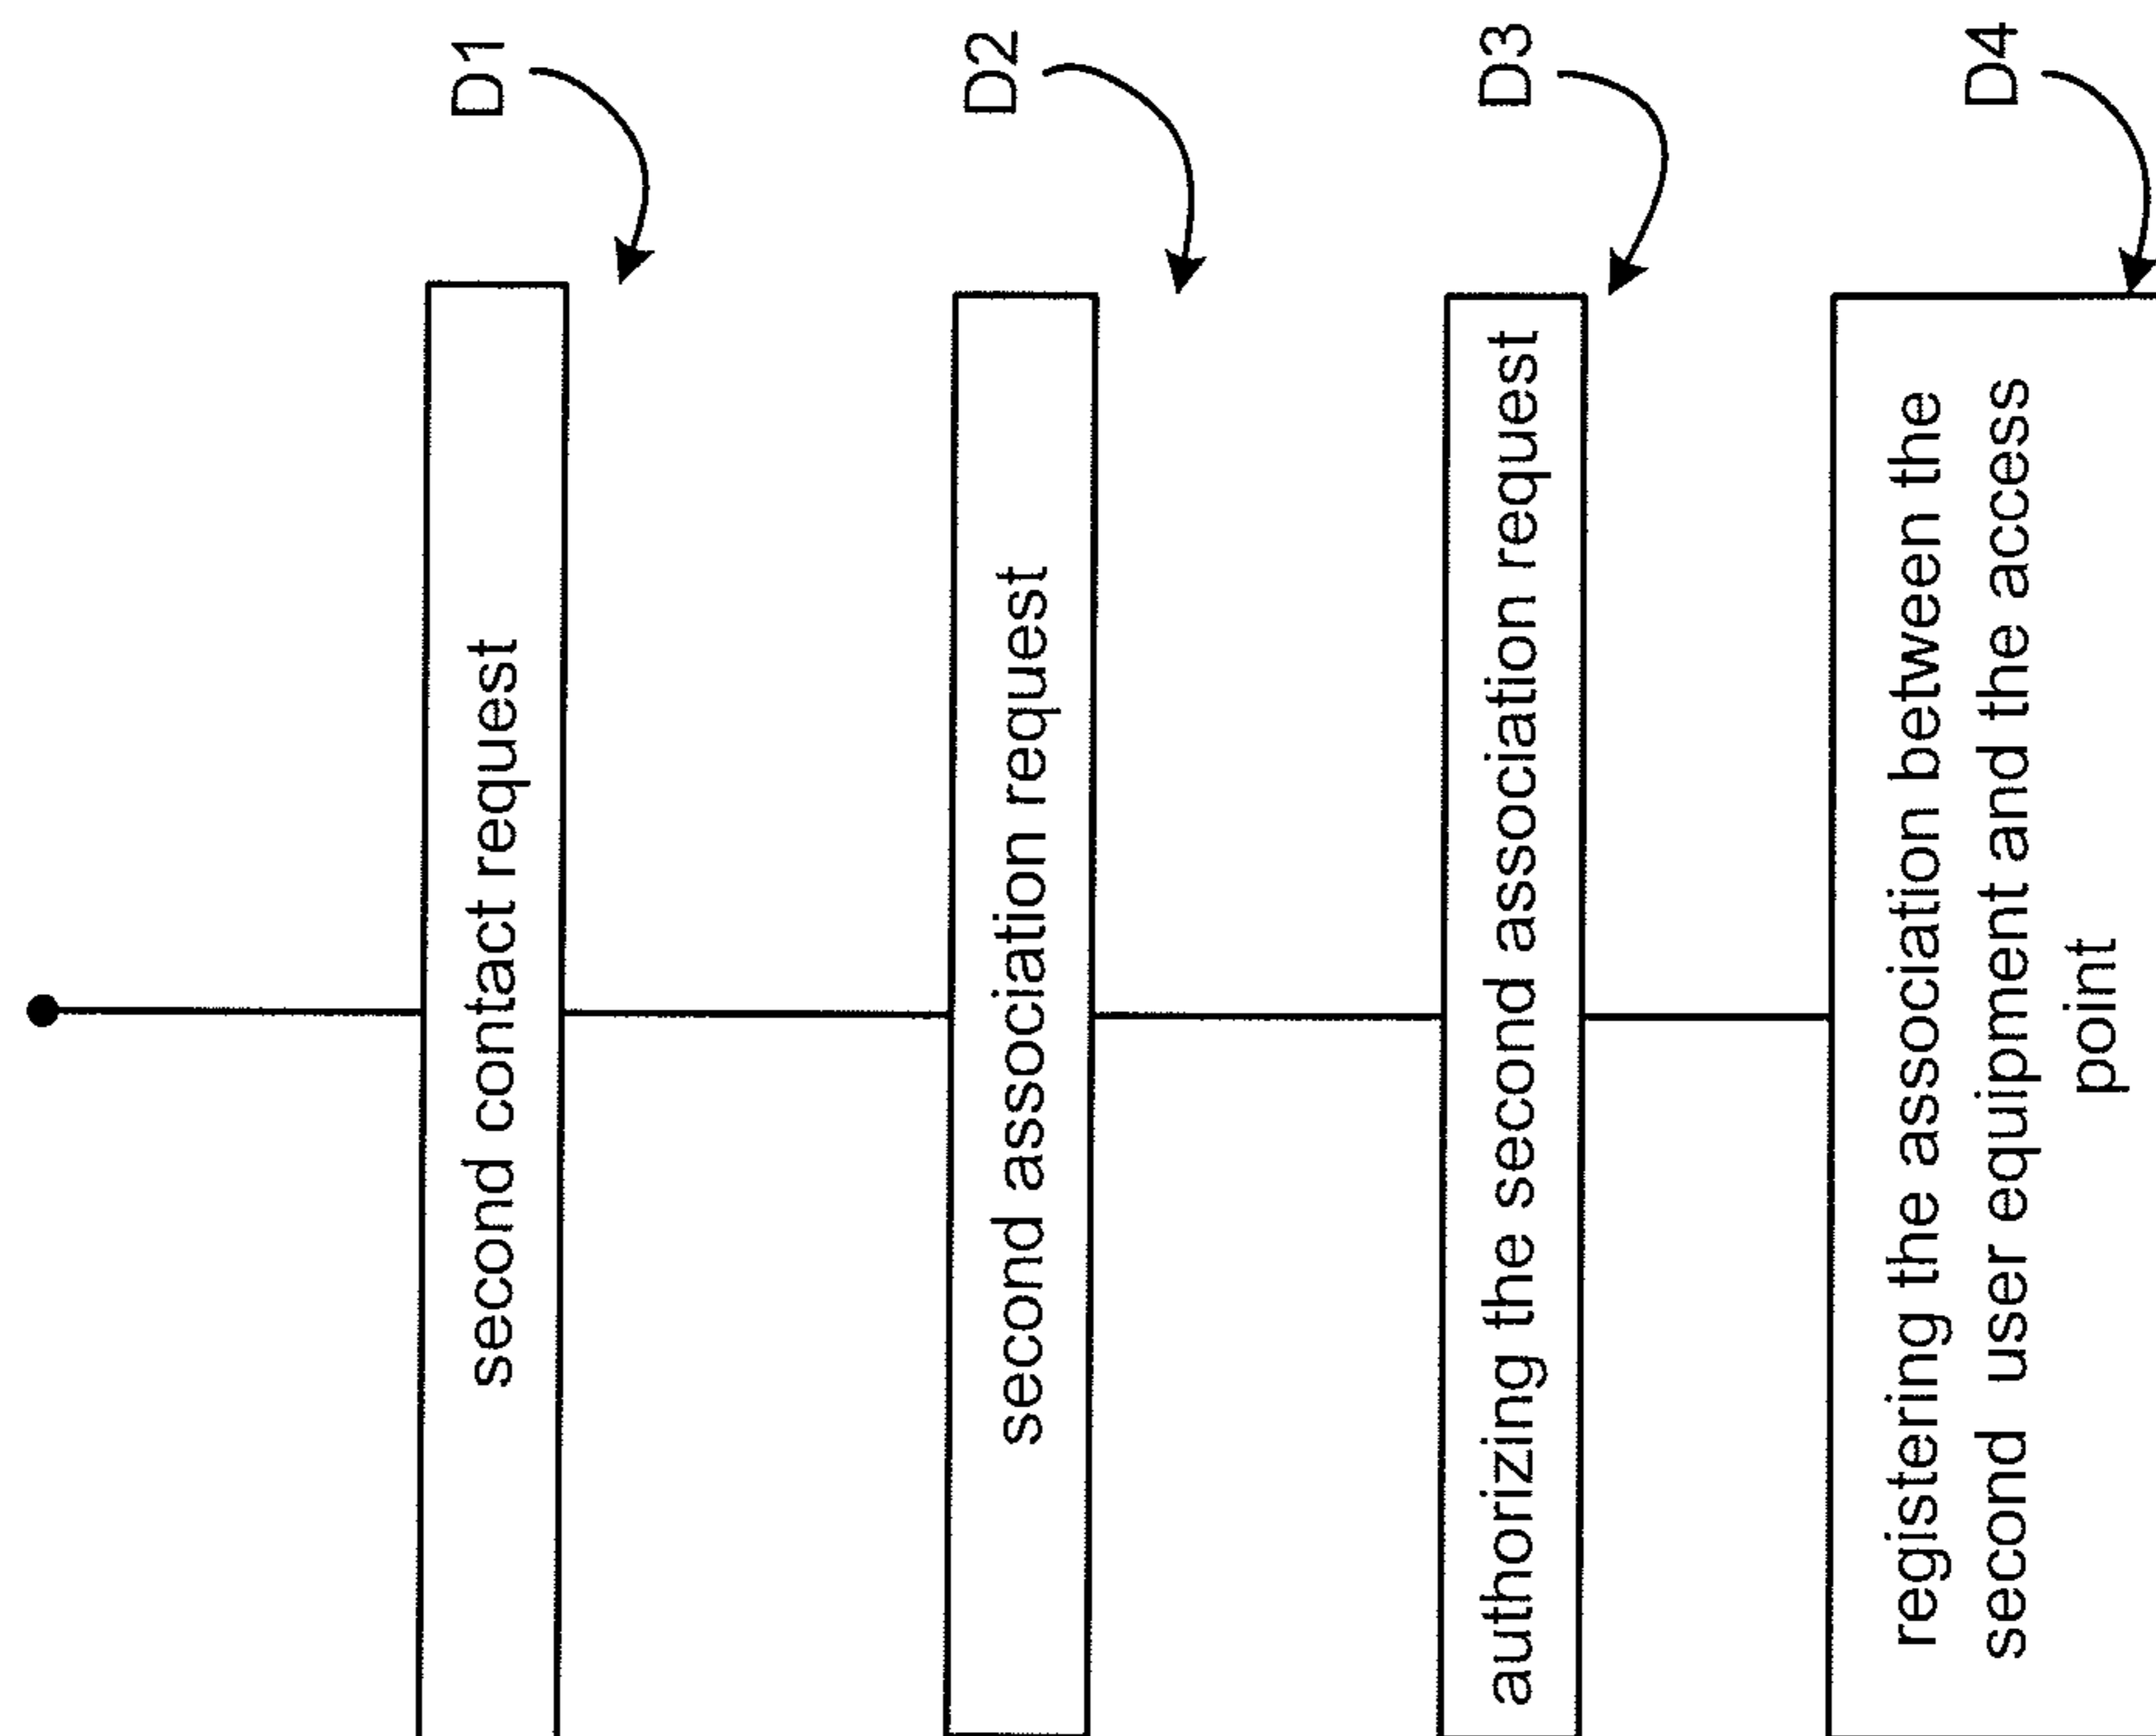 second contact request
D1
second association request
D2
authorizing the second association request
D3
registering the association between the
second user equipment and the access
point
D4